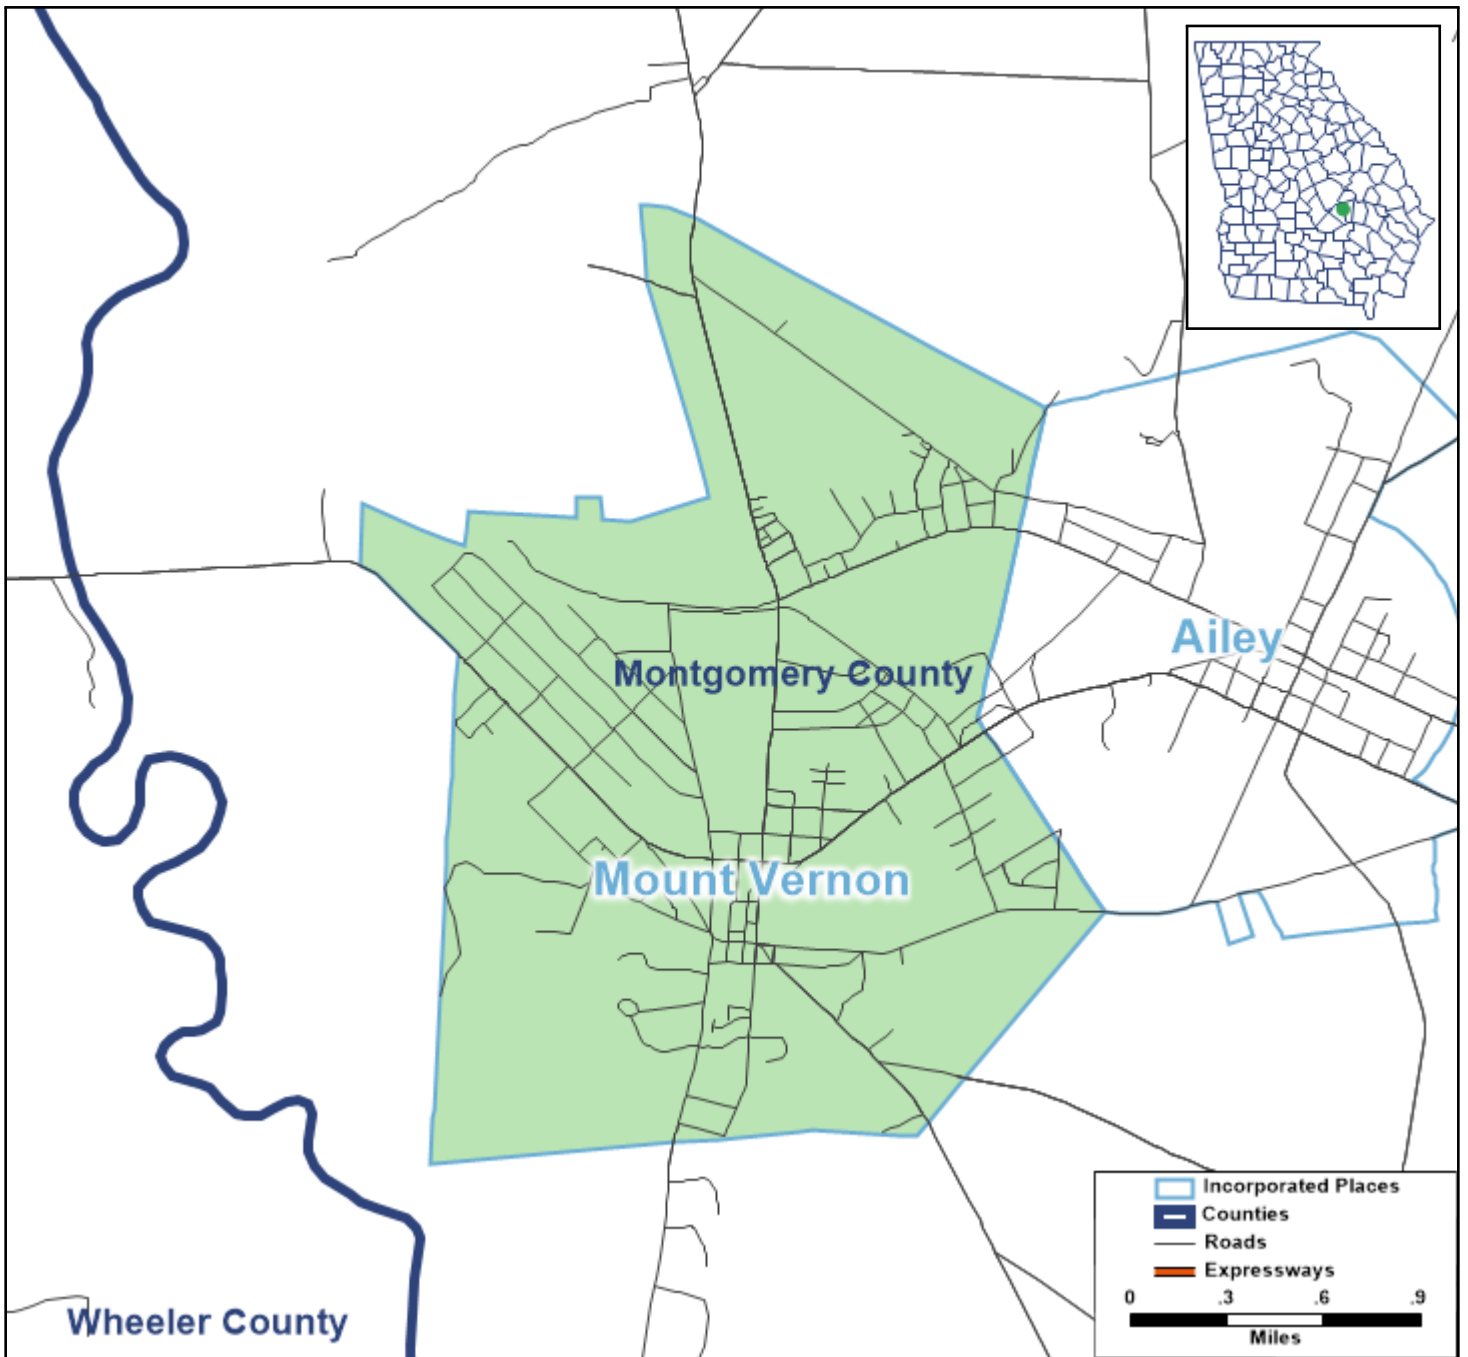 Ailey
Montgomery County
Mount Vernon
Wheeler County
Incorporated Places
Counties
Roads
Expressways
0 .3 .6 .9
Miles